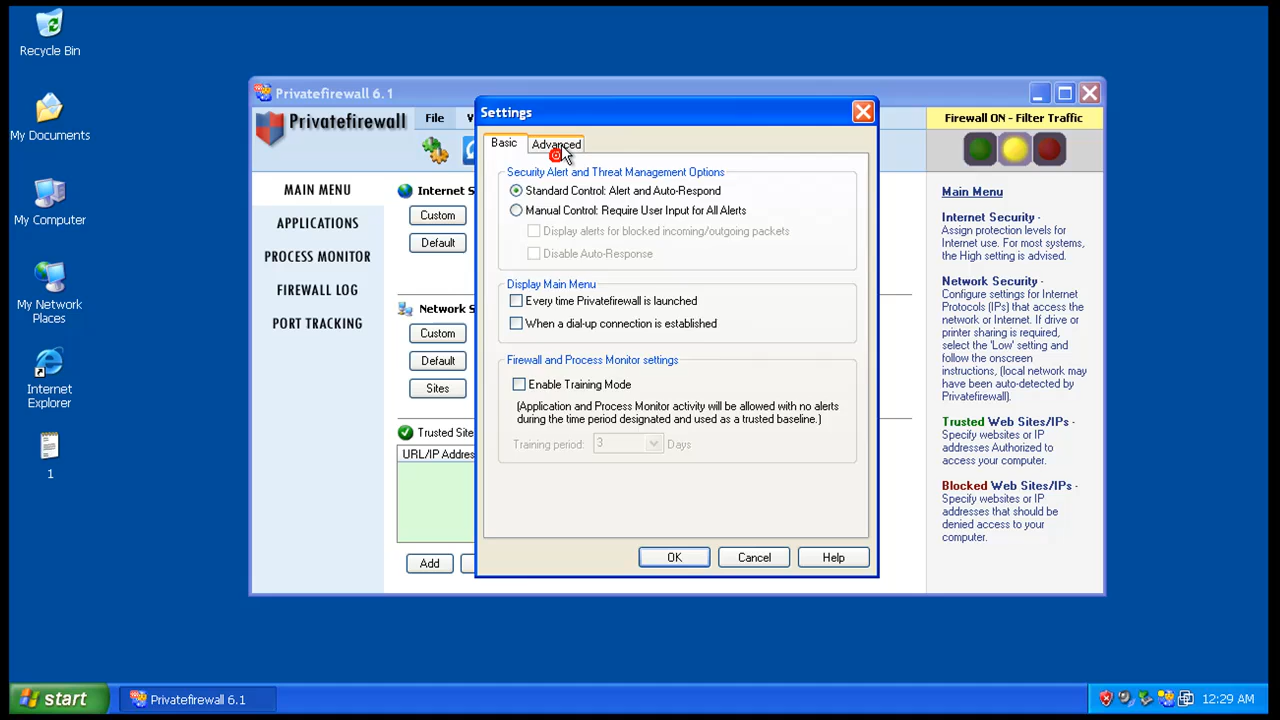 Recycle Bin
My Documents
My Computer
My Network
Places
Internet
Explorer
1
Privatefirewall 6.1
Privatefirewall
File
V
MAIN MENU
APPLICATIONS
PROCESS MONITOR
FIREWALL LOG
PORT TRACKING
Internet S
Custom
Default
Network S
Custom
Default
Sites
Trusted Site
URL/IP Addres
Add
Settings
Basic
Advanced
Security Alert and Threat Management Options
Standard Control: Alert and Auto-Respond
Manual Control: Require User Input for All Alerts
Display alerts for blocked incoming/outgoing packets
Disable Auto-Response
Display Main Menu
Every time Privatefirewall is launched
When a dial-up connection is established
Firewall and Process Monitor settings
Enable Training Mode
(Application and Process Monitor activity will be allowed with no alerts
during the time period designated and used as a trusted baseline.)
Training period: 3 Days
OK
Cancel
Help
Firewall ON - Filter Traffic
Main Menu
Internet Security -
Assign protection levels for
Internet use. For most systems,
the High setting is advised.
Network Security -
Configure settings for Internet
Protocols (IPs) that access the
network or Internet. If drive or
printer sharing is required,
select the 'Low' setting and
follow the onscreen
instructions, (local network may
have been auto-detected by
Privatefirewall).
Trusted Web Sites/IPs -
Specify websites or IP
addresses Authorized to
access your computer.
Blocked Web Sites/IPs -
Specify websites or IP
addresses that should be
denied access to your
computer.
start
Privatefirewall 6.1
12:29 AM